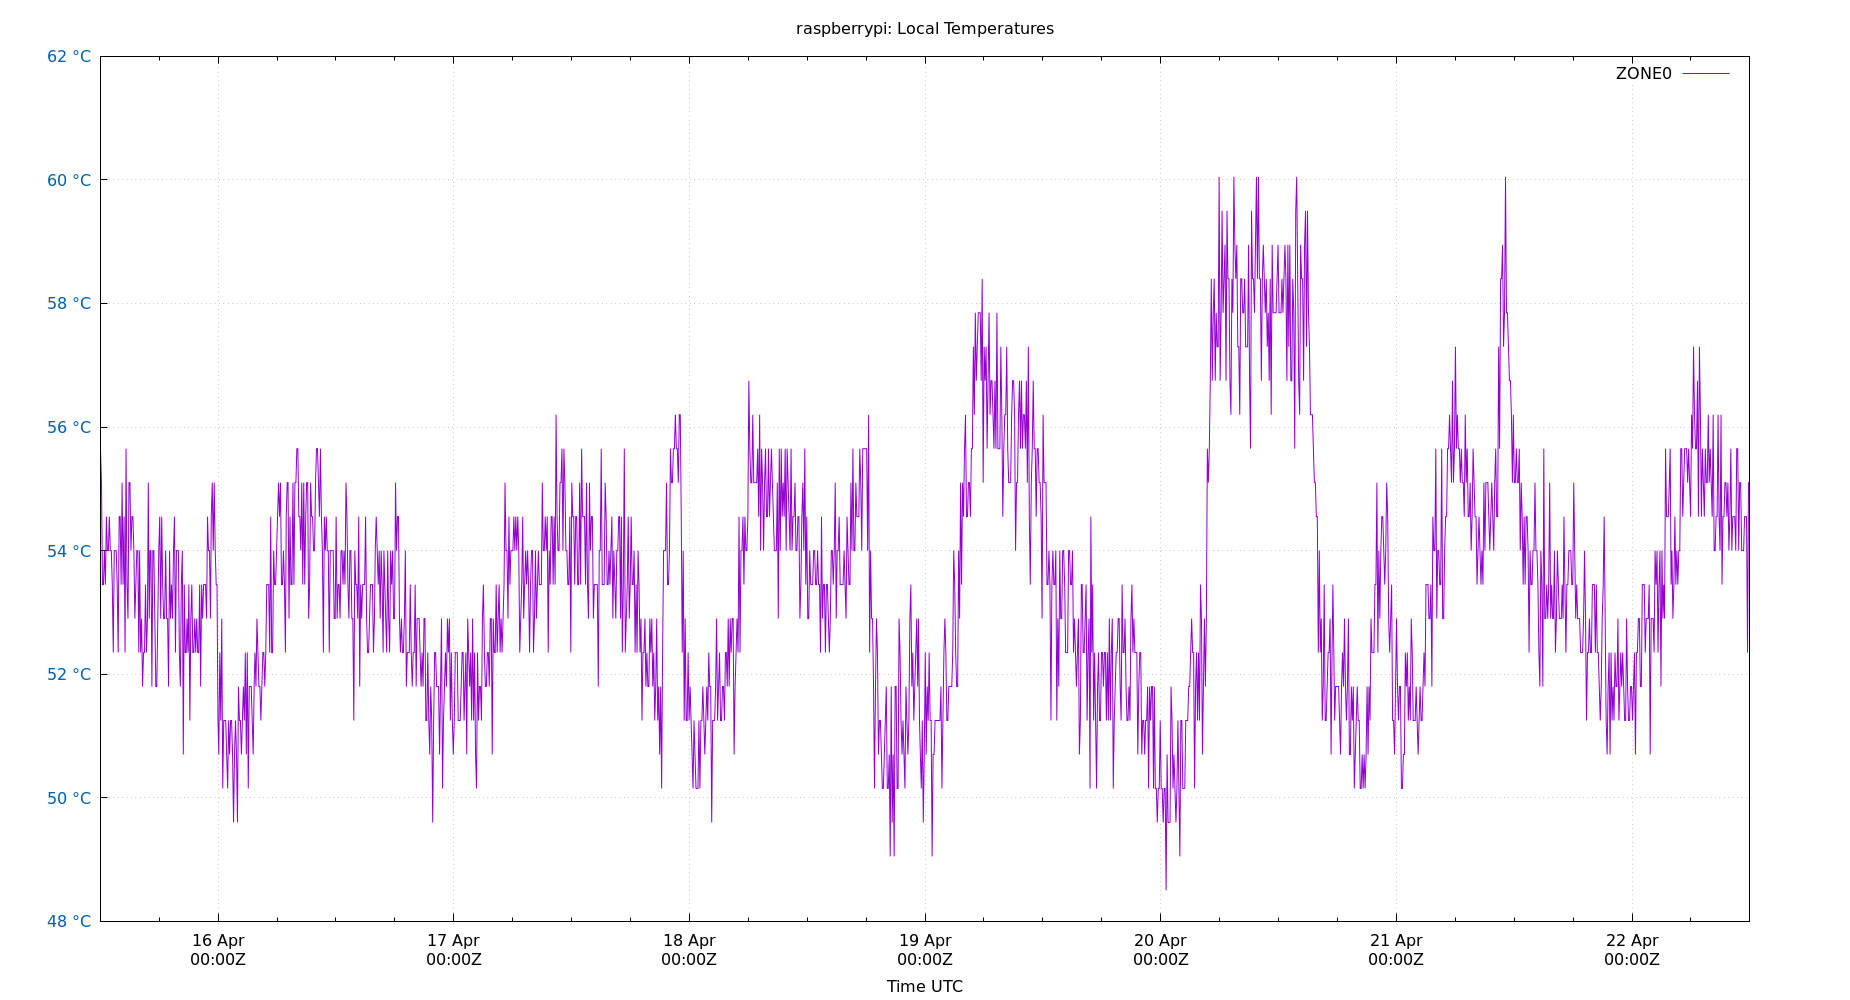 raspberrypi: Local Temperatures
62 °C
ZONE0
60 °C
58 °C
56 °C
54 °C
52 °C
50 °C
48 °C
16 Apr 17 Apr 18 Apr 19 Apr 20 Apr 21 Apr 22 Apr
00:00Z 00:00Z 00:00Z 00:00Z 00:00Z 00:00Z 00:00Z
Time UTC